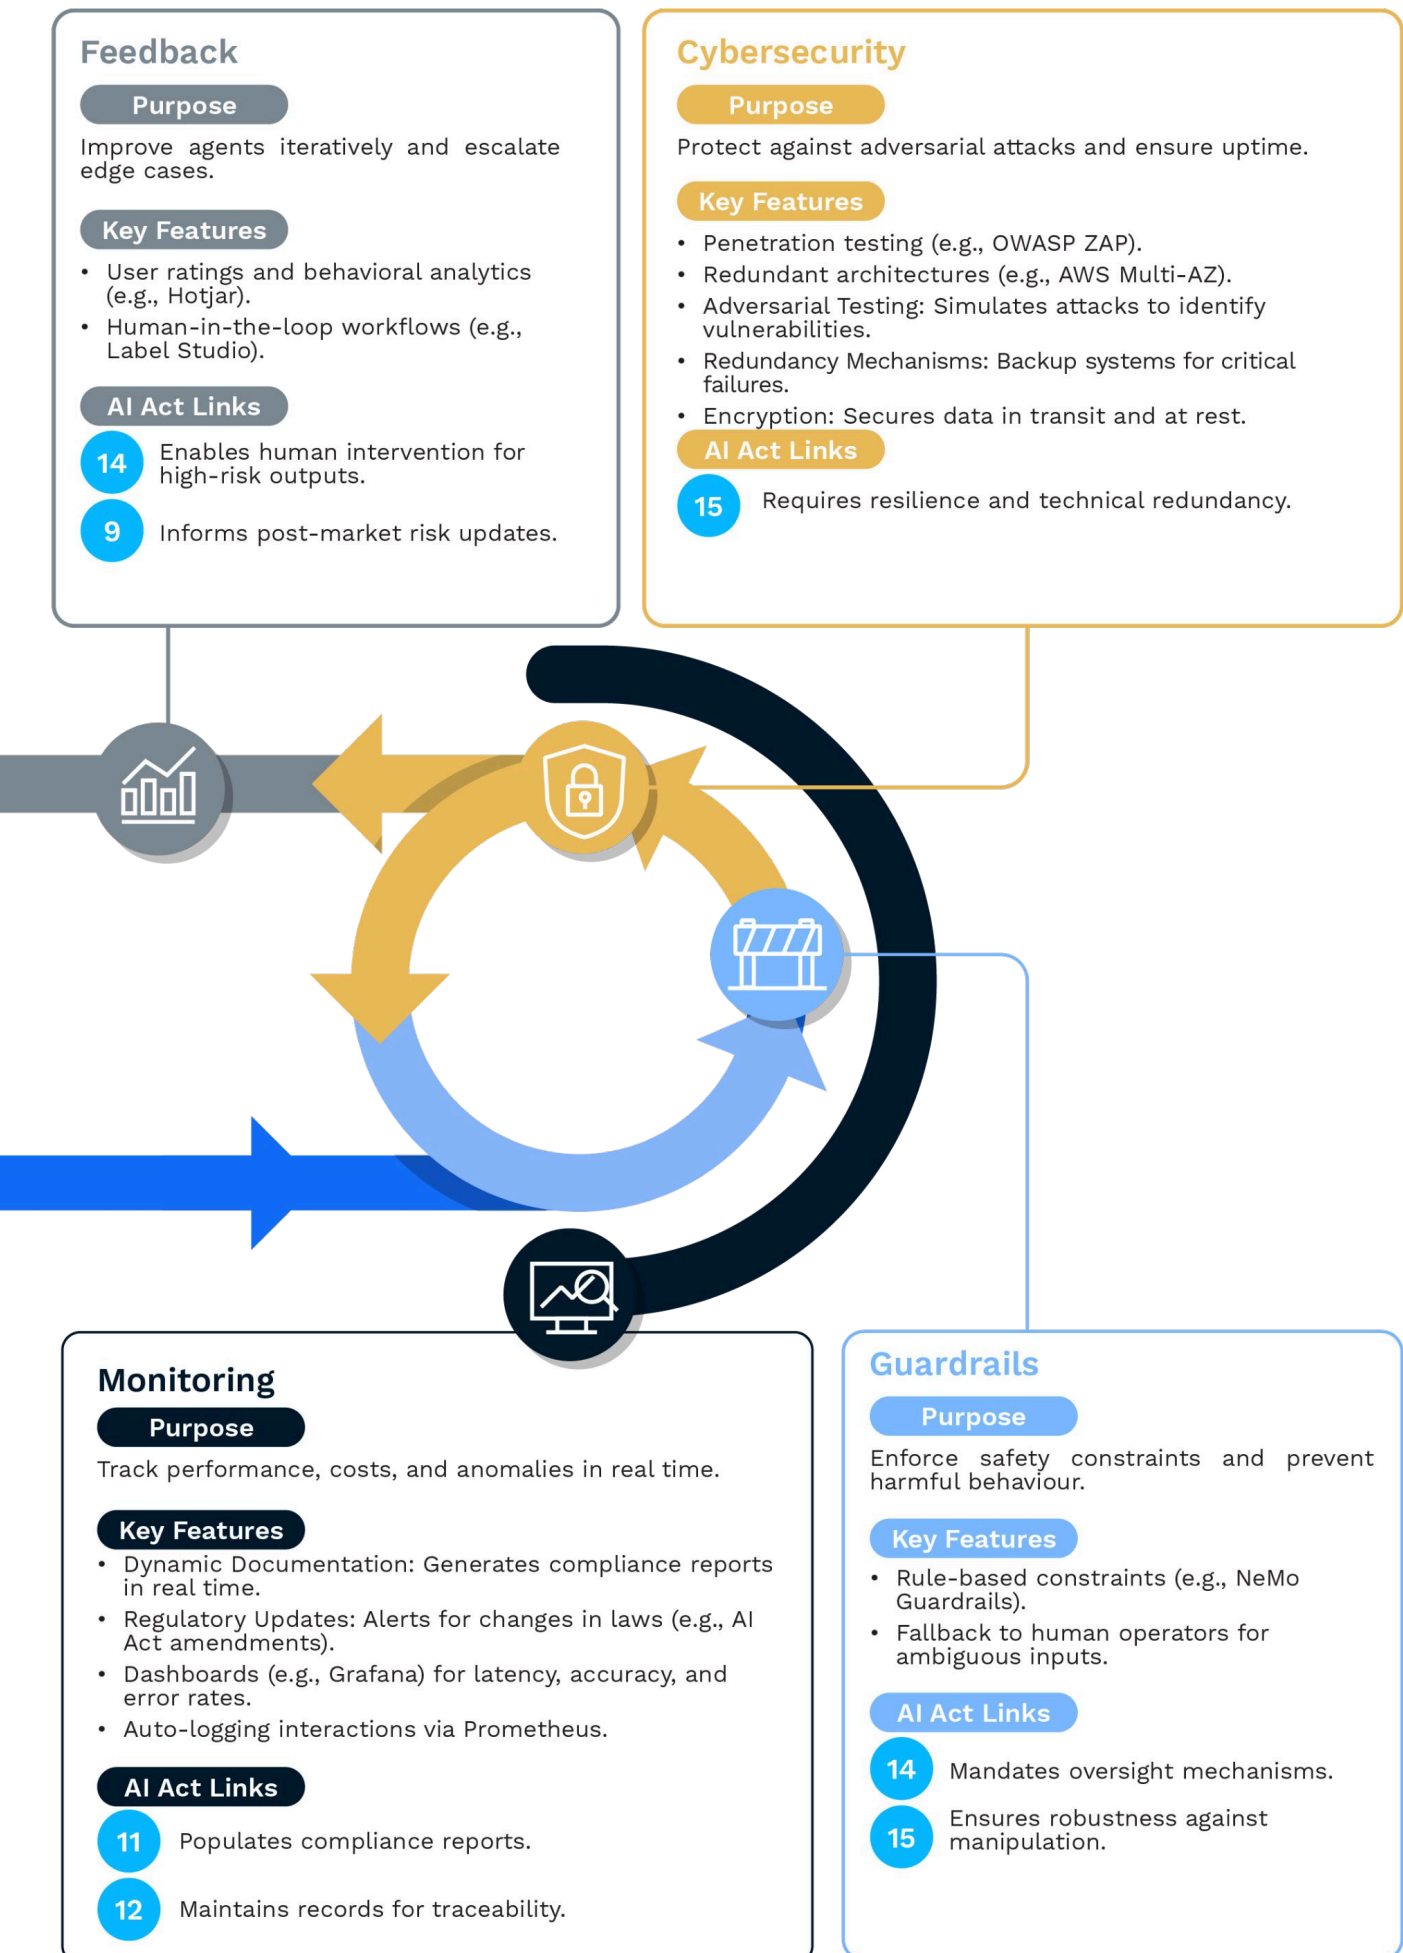 Feedback
Purpose
Improve agents iteratively and escalate
edge cases.
Key Features
• User ratings and behavioral analytics
(e.g., Hotjar).
• Human-in-the-loop workflows (e.g.,
Label Studio).
AI Act Links
14 Enables human intervention for
high-risk outputs.
9 Informs post-market risk updates.
Cybersecurity
Purpose
Protect against adversarial attacks and ensure uptime.
Key Features
• Penetration testing (e.g., OWASP ZAP).
• Redundant architectures (e.g., AWS Multi-AZ).
• Adversarial Testing: Simulates attacks to identify
vulnerabilities.
• Redundancy Mechanisms: Backup systems for critical
failures.
• Encryption: Secures data in transit and at rest.
AI Act Links
15 Requires resilience and technical redundancy.
Monitoring
Purpose
Track performance, costs, and anomalies in real time.
Key Features
• Dynamic Documentation: Generates compliance reports
in real time.
• Regulatory Updates: Alerts for changes in laws (e.g., AI
Act amendments).
• Dashboards (e.g., Grafana) for latency, accuracy, and
error rates.
• Auto-logging interactions via Prometheus.
AI Act Links
11 Populates compliance reports.
12 Maintains records for traceability.
Guardrails
Purpose
Enforce safety constraints and prevent
harmful behaviour.
Key Features
• Rule-based constraints (e.g., NeMo
Guardrails).
• Fallback to human operators for
ambiguous inputs.
AI Act Links
14 Mandates oversight mechanisms.
15 Ensures robustness against
manipulation.